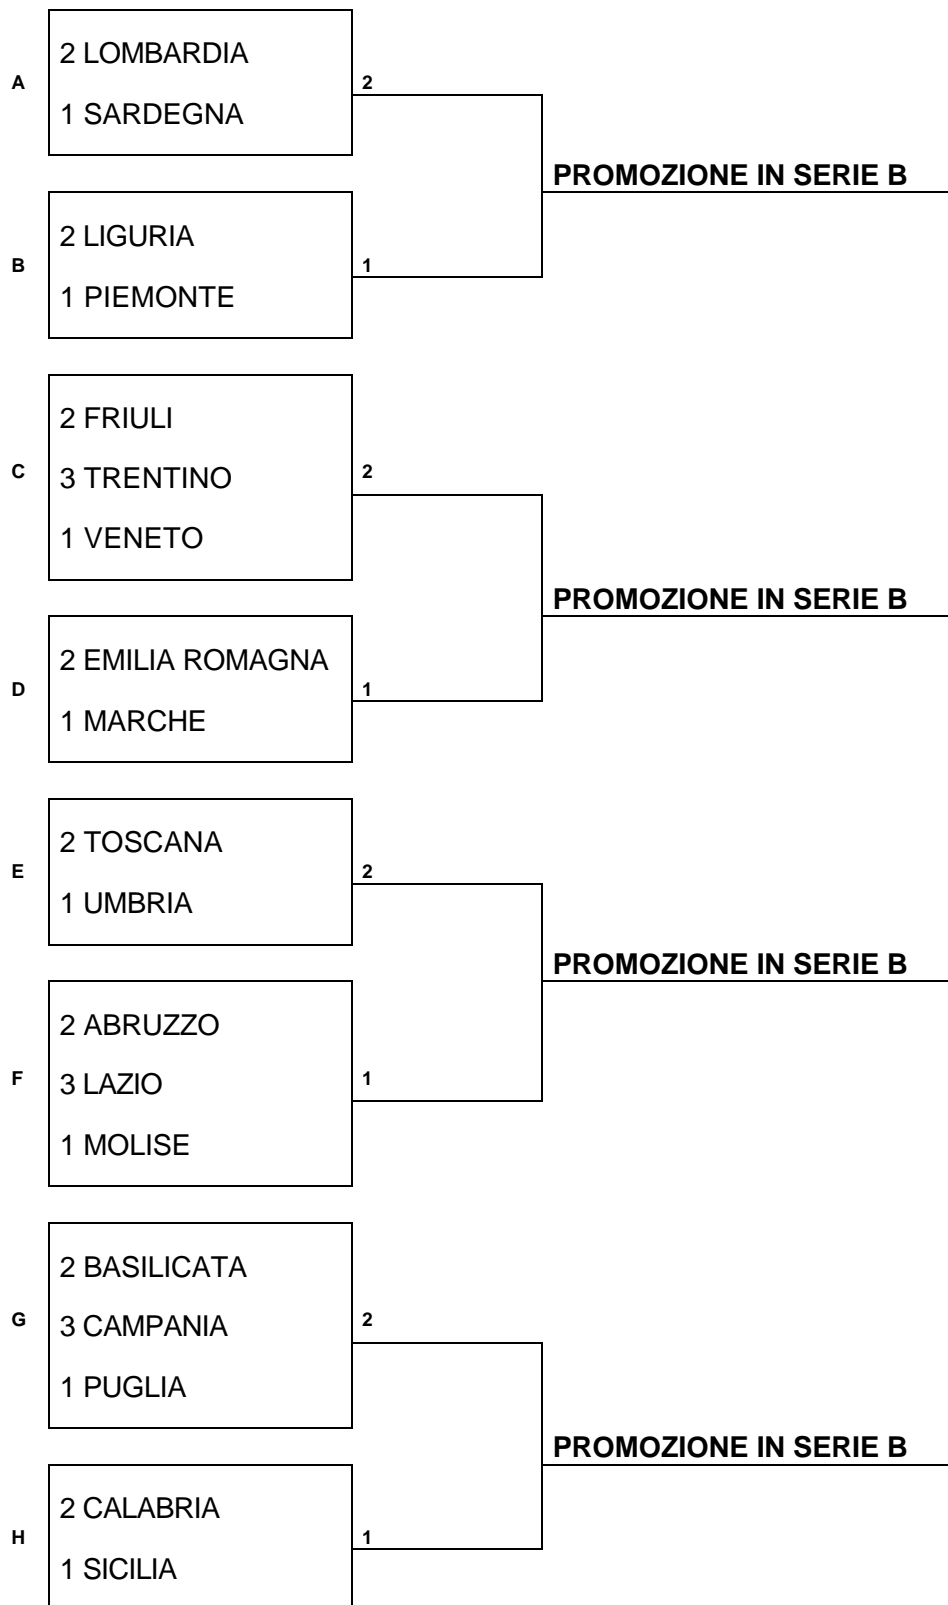 2 LOMBARDIA
A
2
1 SARDEGNA
PROMOZIONE IN SERIE B
2 LIGURIA
B
1
1 PIEMONTE
2 FRIULI
C
3 TRENTINO
2
1 VENETO
PROMOZIONE IN SERIE B
2 EMILIA ROMAGNA
D
1
1 MARCHE
2 TOSCANA
E
2
1 UMBRIA
PROMOZIONE IN SERIE B
2 ABRUZZO
F
3 LAZIO
1
1 MOLISE
2 BASILICATA
G
3 CAMPANIA
2
1 PUGLIA
PROMOZIONE IN SERIE B
2 CALABRIA
H
1
1 SICILIA